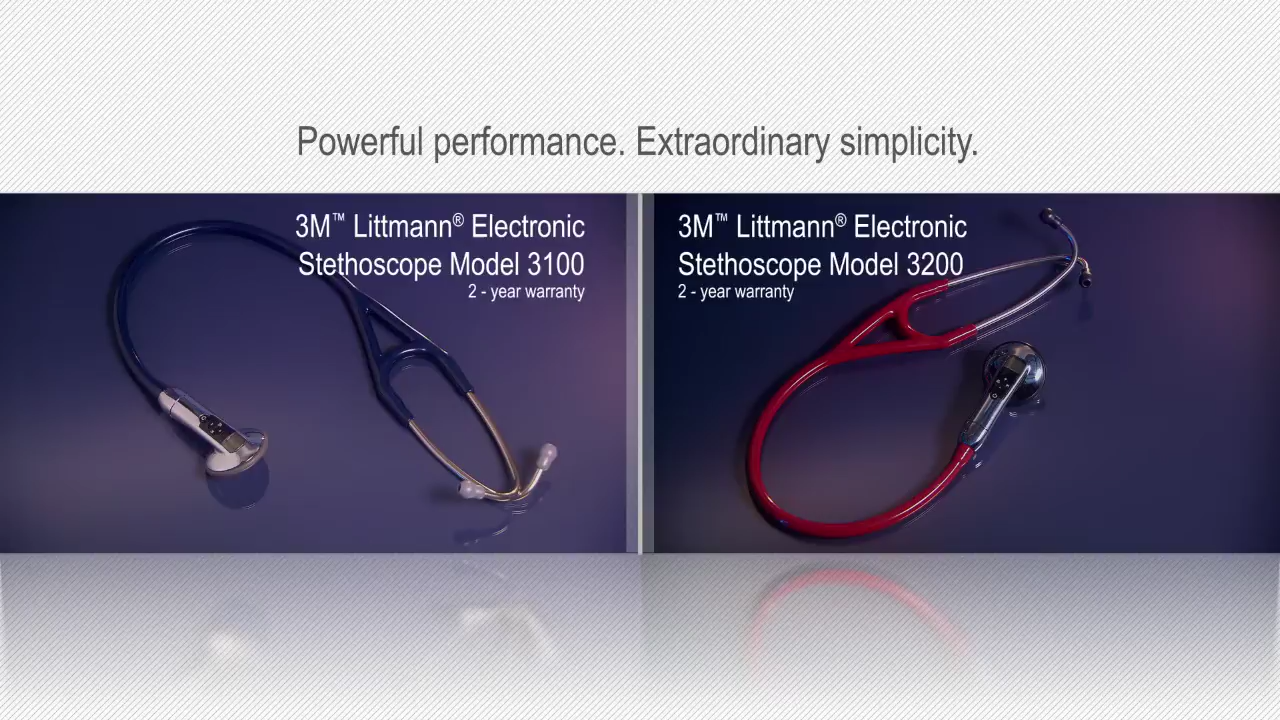 Powerful performance. Extraordinary simplicity.
3M™ Littmann® Electronic
Stethoscope Model 3100
2 - year warranty
3M™ Littmann® Electronic
Stethoscope Model 3200
2 - year warranty